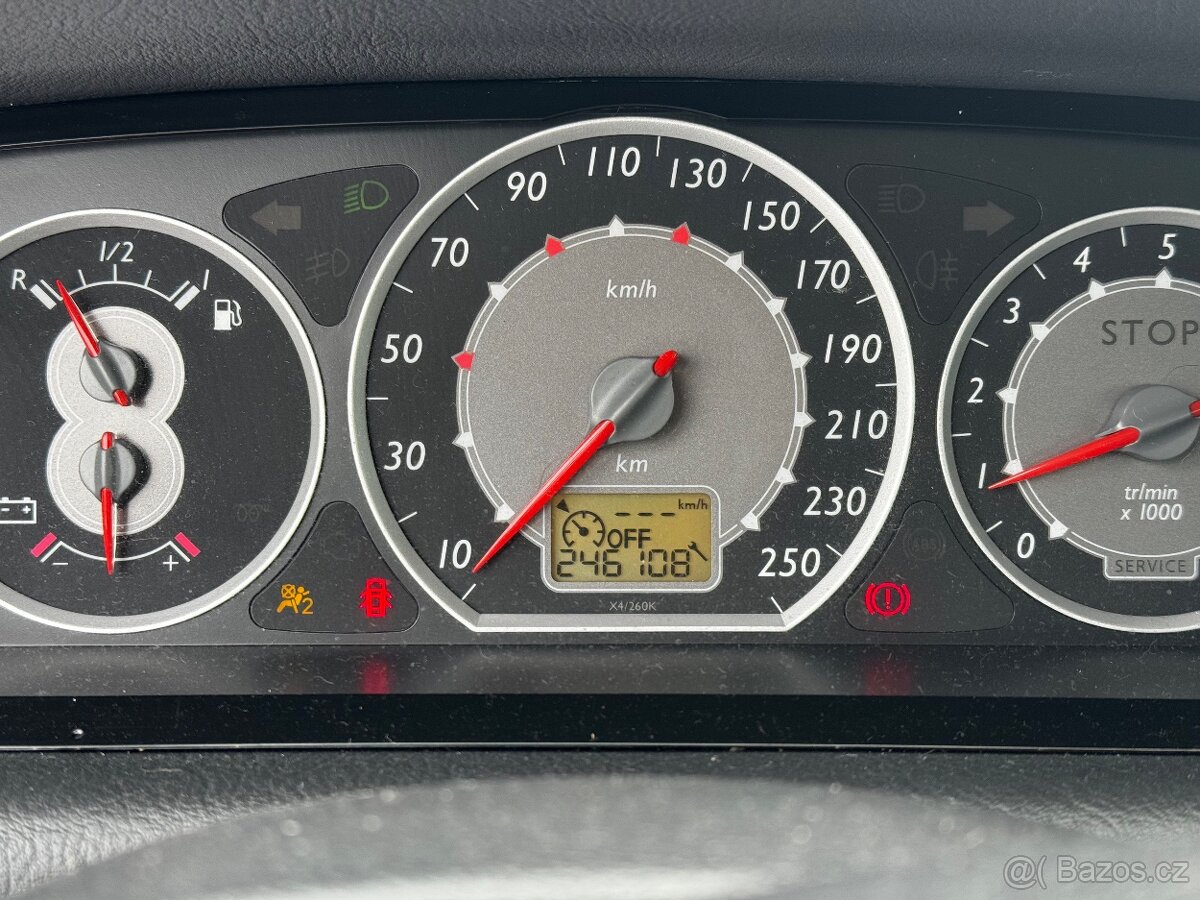 R 1/2 1
- +
2
10 30 50 70 90 110 130 150 170 190 210 230 250
km/h
km
--- km/h
OFF
246108
X4/260K
0 1 2 3 4 5
STOP
tr/min
x 1000
SERVICE
@( Bazos.cz